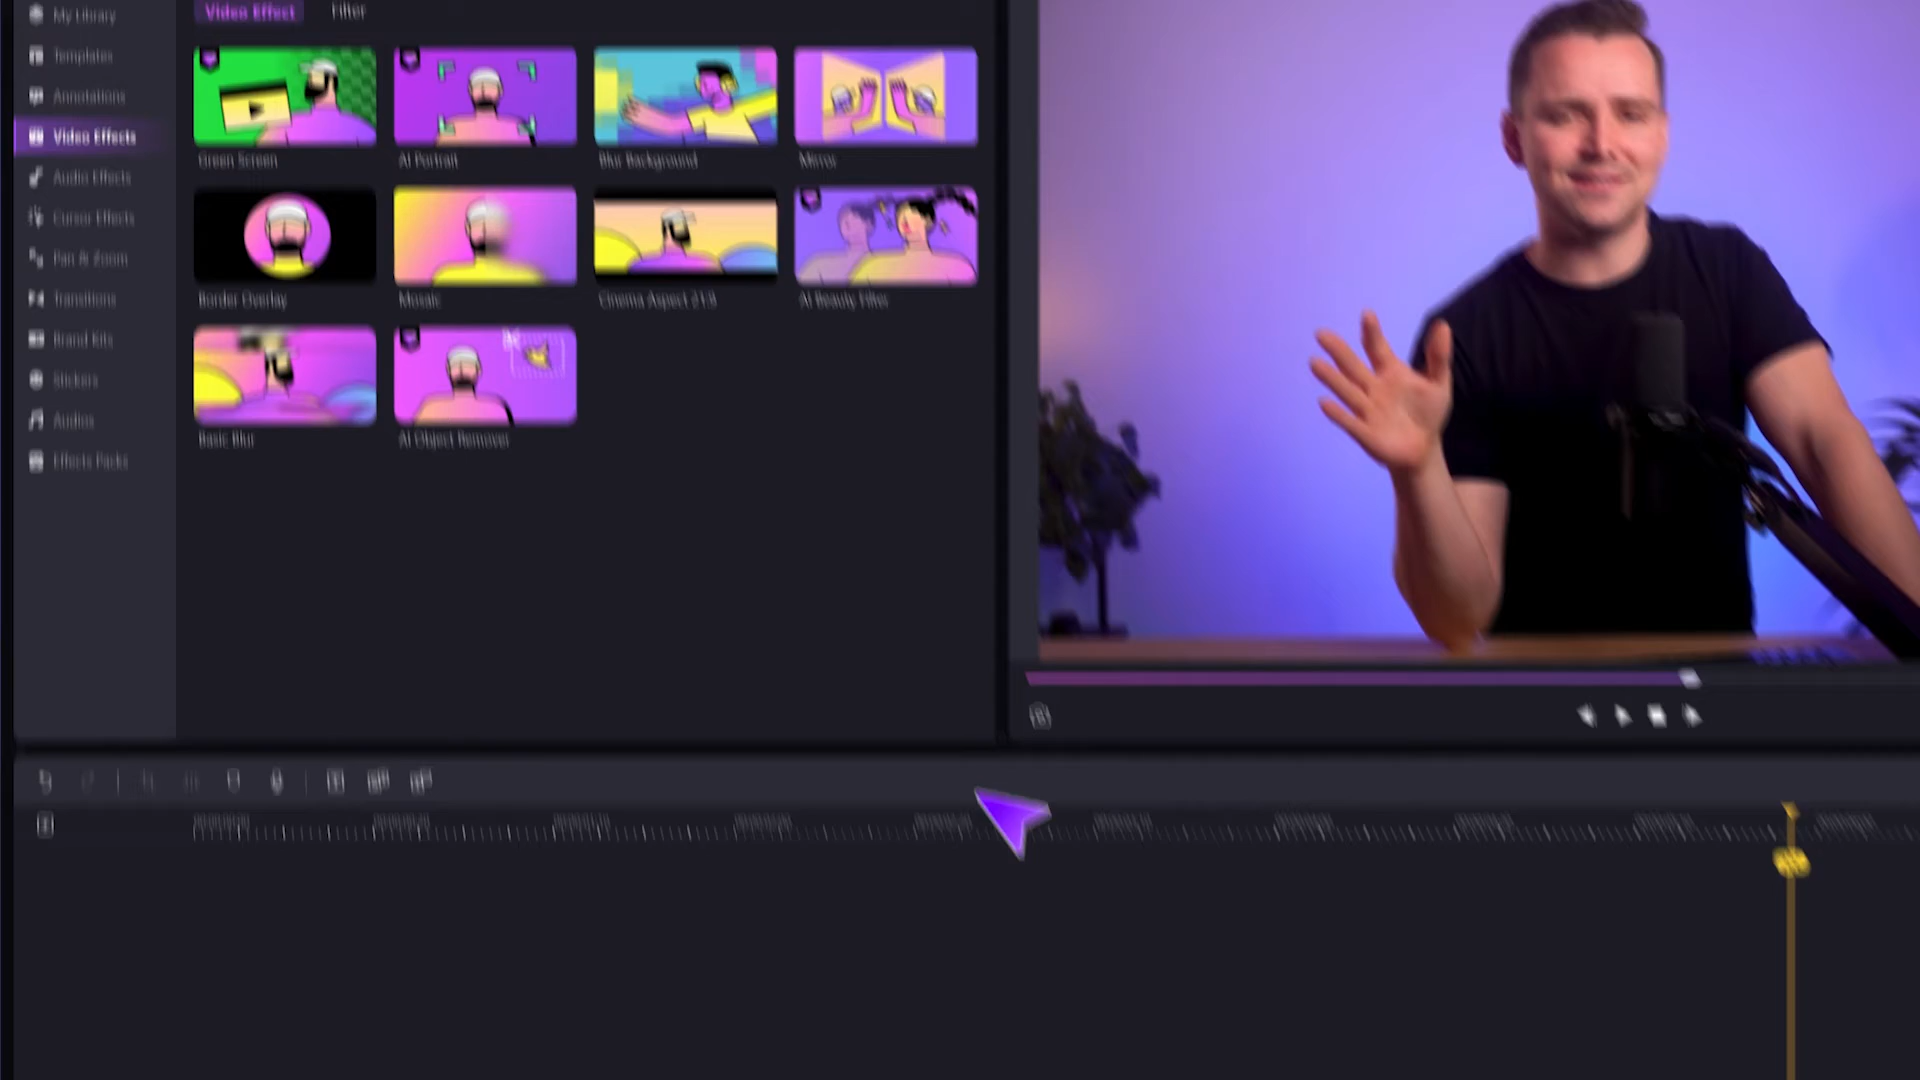 My Library
Templates
Annotations
Video Effects
Audio Effects
Cursor Effects
Pan & Zoom
Transitions
Brand Kits
Stickers
Audios
Effects Packs
Video Effect Filter
Green Screen AI Portrait Blur Background Mirror
Border Overlay Mosaic Cinema Aspect 21:9 AI Beauty Filter
Basic Blur AI Object Remover